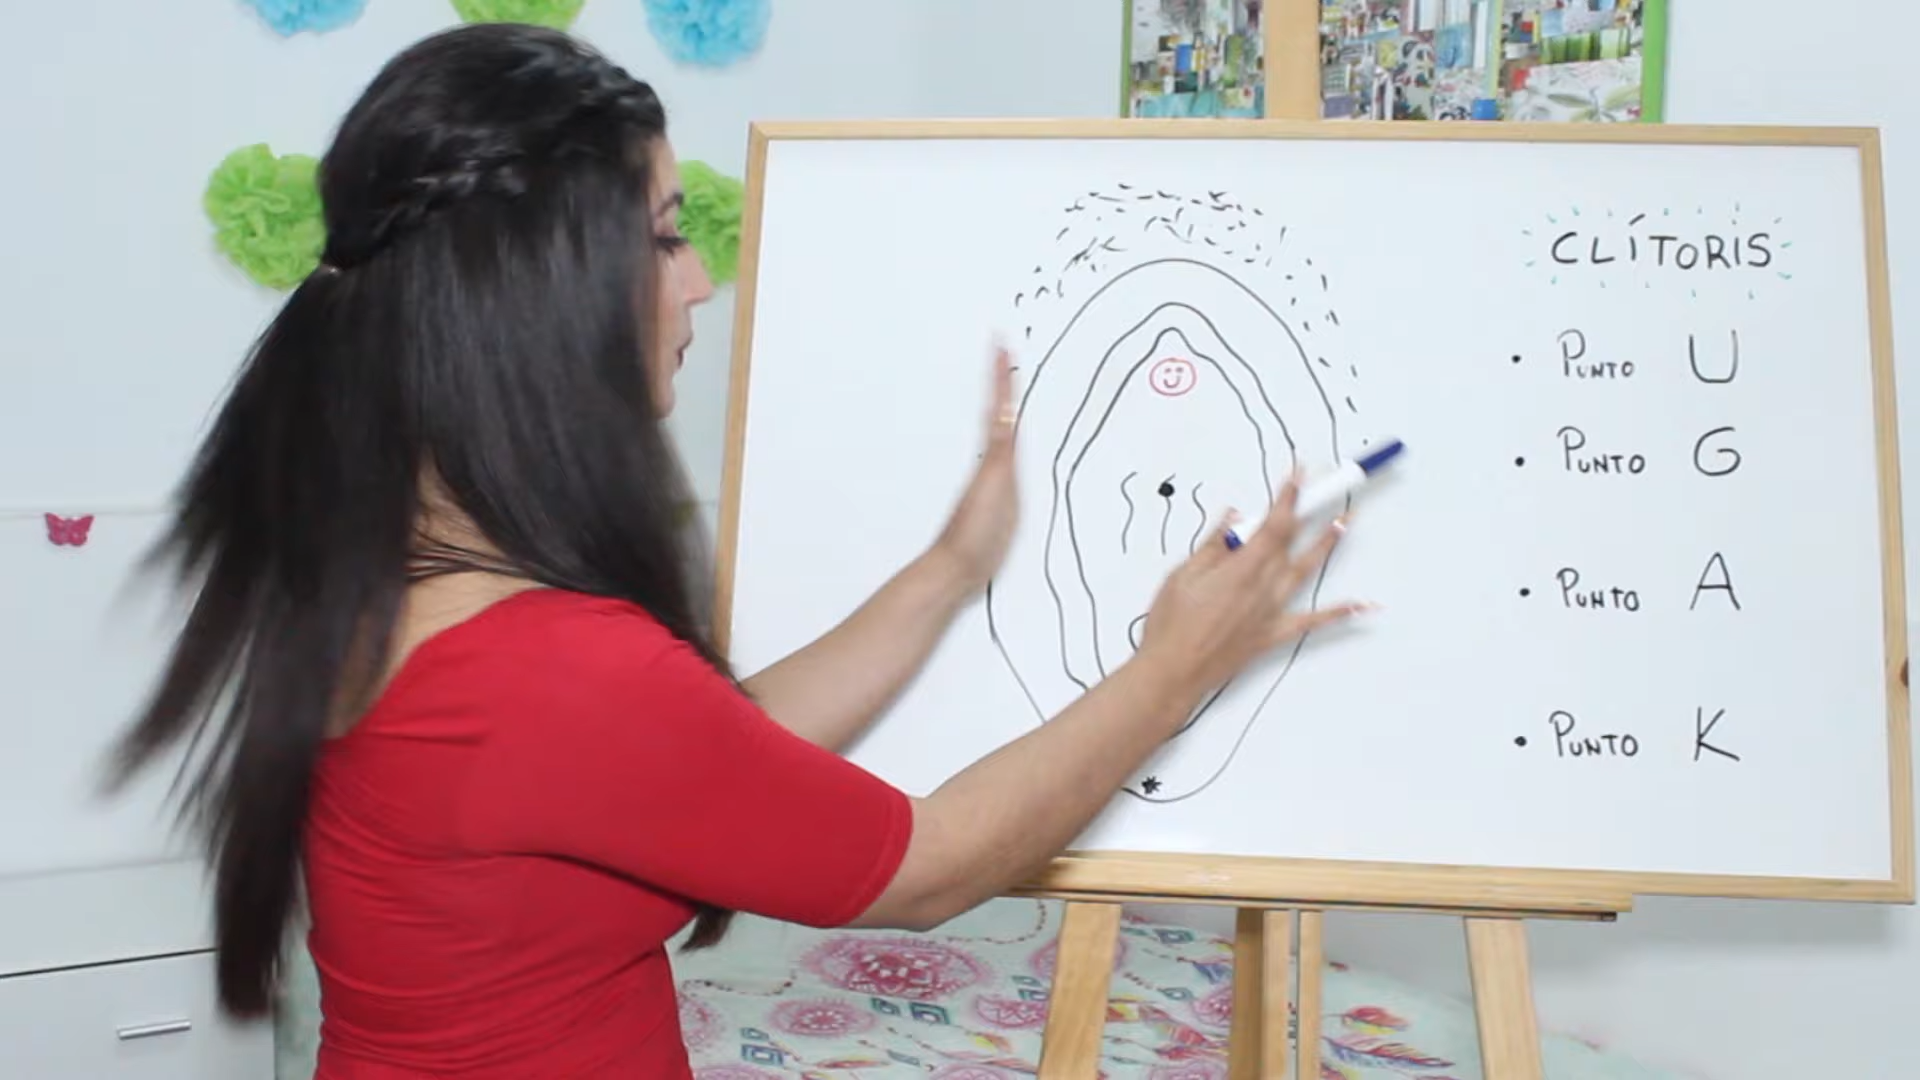 CLÍTORIS
• PUNTO U
• PUNTO G
• PUNTO A
• PUNTO K